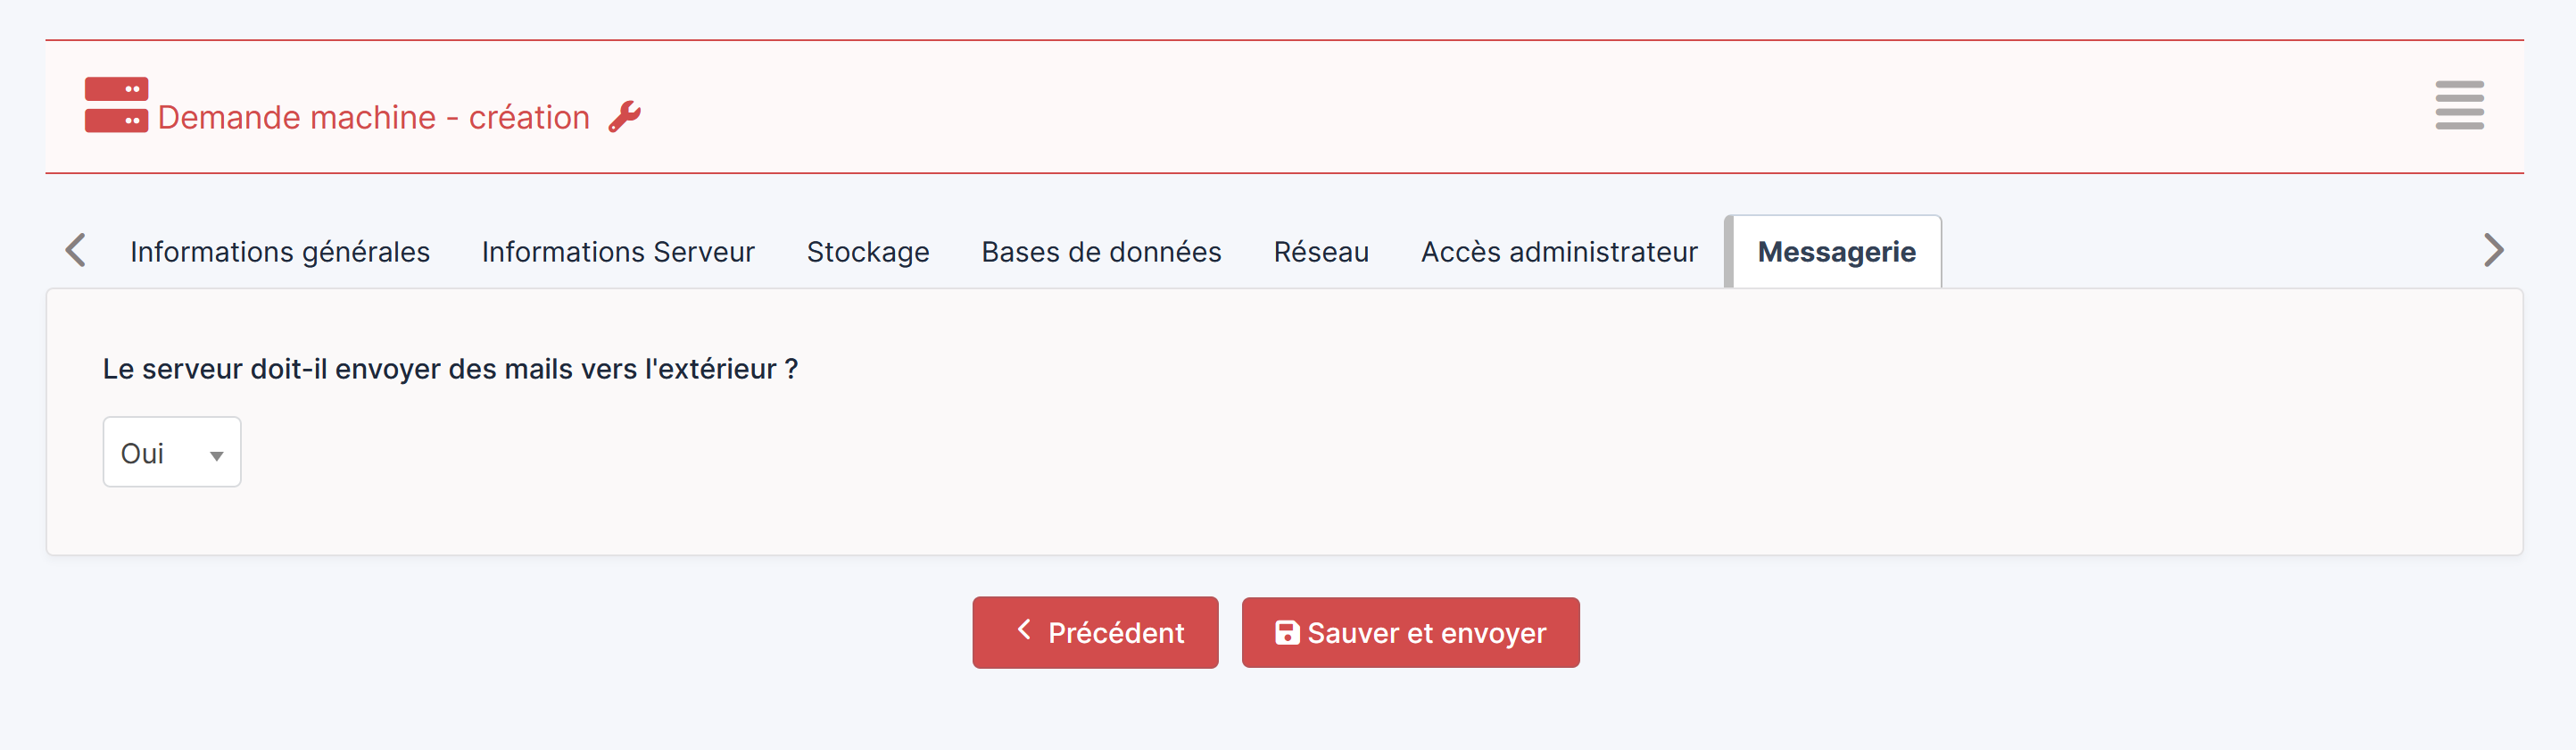 Demande machine - création
Informations générales Informations Serveur Stockage Bases de données Réseau Accès administrateur Messagerie
Le serveur doit-il envoyer des mails vers l'extérieur ?
Oui
Précédent Sauver et envoyer